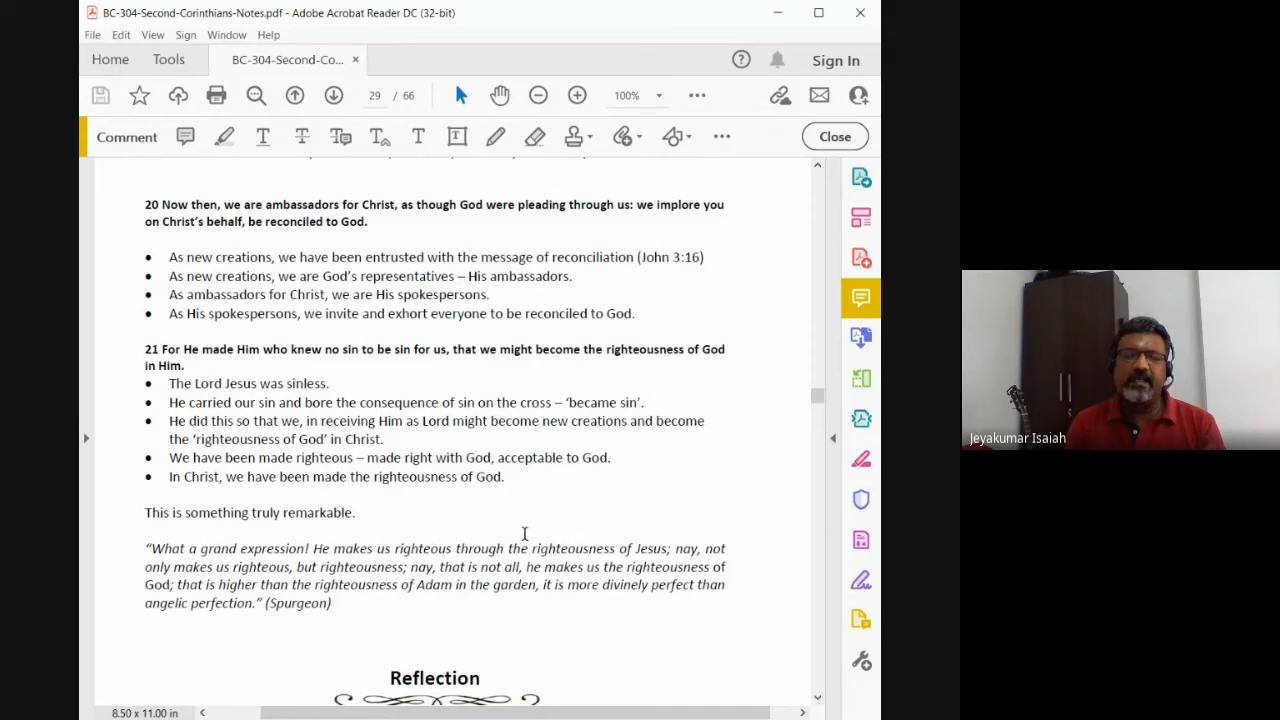 BC-304-Second-Corinthians-Notes.pdf - Adobe Acrobat Reader DC (32-bit)
File Edit View Sign Window Help
Home Tools BC-304-Second-Co... × Sign In
29 / 66 100%
Comment Close
20 Now then, we are ambassadors for Christ, as though God were pleading through us: we implore you
on Christ's behalf, be reconciled to God.
• As new creations, we have been entrusted with the message of reconciliation (John 3:16)
• As new creations, we are God's representatives – His ambassadors.
• As ambassadors for Christ, we are His spokespersons.
• As His spokespersons, we invite and exhort everyone to be reconciled to God.
21 For He made Him who knew no sin to be sin for us, that we might become the righteousness of God
in Him.
• The Lord Jesus was sinless.
• He carried our sin and bore the consequence of sin on the cross – 'became sin'.
• He did this so that we, in receiving Him as Lord might become new creations and become
the 'righteousness of God' in Christ.
• We have been made righteous – made right with God, acceptable to God.
• In Christ, we have been made the righteousness of God.
This is something truly remarkable.
"What a grand expression! He makes us righteous through the righteousness of Jesus; nay, not
only makes us righteous, but righteousness; nay, that is not all, he makes us the righteousness of
God; that is higher than the righteousness of Adam in the garden, it is more divinely perfect than
angelic perfection." (Spurgeon)
Reflection
8.50 x 11.00 in
Jeyakumar Isaiah